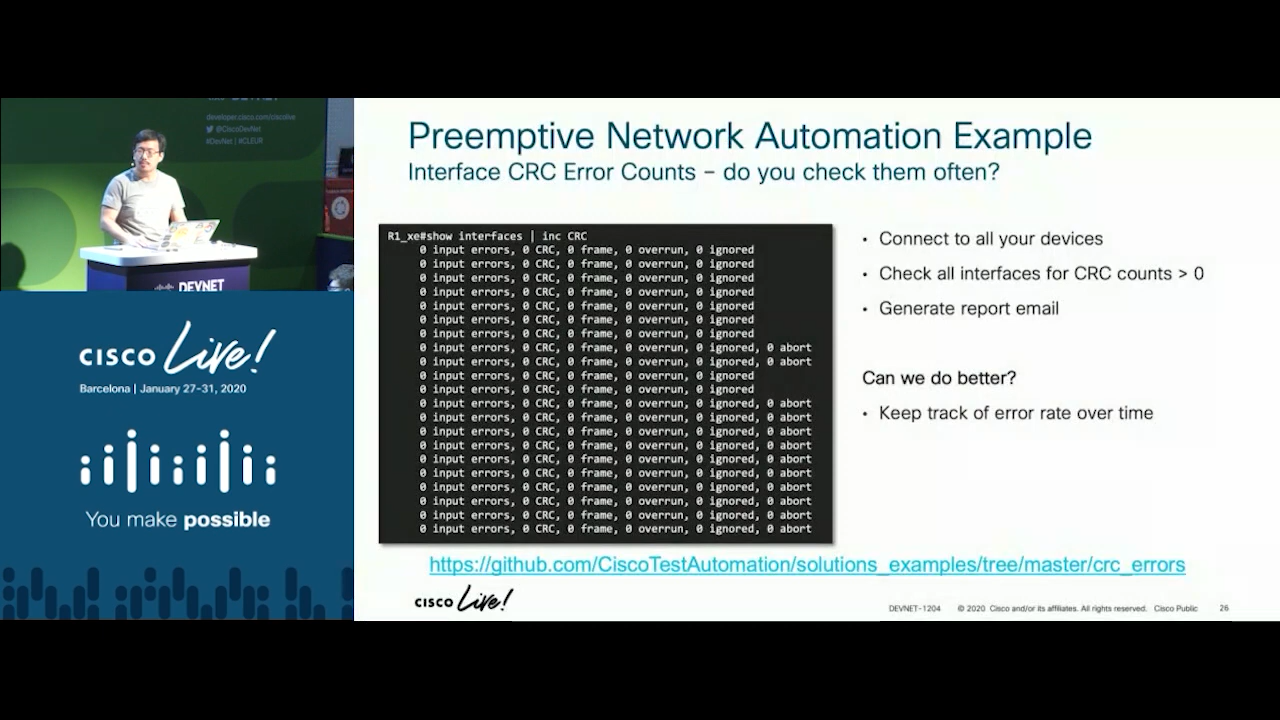 developer.cisco.com/ciscolive
@CiscoDevNet
#DevNet | #CLEUR
DEVNET
CISCO Live!
Barcelona | January 27-31, 2020
You make possible
Preemptive Network Automation Example
Interface CRC Error Counts – do you check them often?
R1_xe#show interfaces | inc CRC
0 input errors, 0 CRC, 0 frame, 0 overrun, 0 ignored
0 input errors, 0 CRC, 0 frame, 0 overrun, 0 ignored
0 input errors, 0 CRC, 0 frame, 0 overrun, 0 ignored
0 input errors, 0 CRC, 0 frame, 0 overrun, 0 ignored
0 input errors, 0 CRC, 0 frame, 0 overrun, 0 ignored
0 input errors, 0 CRC, 0 frame, 0 overrun, 0 ignored
0 input errors, 0 CRC, 0 frame, 0 overrun, 0 ignored
0 input errors, 0 CRC, 0 frame, 0 overrun, 0 ignored, 0 abort
0 input errors, 0 CRC, 0 frame, 0 overrun, 0 ignored, 0 abort
0 input errors, 0 CRC, 0 frame, 0 overrun, 0 ignored
0 input errors, 0 CRC, 0 frame, 0 overrun, 0 ignored
0 input errors, 0 CRC, 0 frame, 0 overrun, 0 ignored, 0 abort
0 input errors, 0 CRC, 0 frame, 0 overrun, 0 ignored, 0 abort
0 input errors, 0 CRC, 0 frame, 0 overrun, 0 ignored, 0 abort
0 input errors, 0 CRC, 0 frame, 0 overrun, 0 ignored, 0 abort
0 input errors, 0 CRC, 0 frame, 0 overrun, 0 ignored, 0 abort
0 input errors, 0 CRC, 0 frame, 0 overrun, 0 ignored, 0 abort
0 input errors, 0 CRC, 0 frame, 0 overrun, 0 ignored, 0 abort
0 input errors, 0 CRC, 0 frame, 0 overrun, 0 ignored, 0 abort
0 input errors, 0 CRC, 0 frame, 0 overrun, 0 ignored, 0 abort
0 input errors, 0 CRC, 0 frame, 0 overrun, 0 ignored, 0 abort
• Connect to all your devices
• Check all interfaces for CRC counts > 0
• Generate report email
Can we do better?
• Keep track of error rate over time
https://github.com/CiscoTestAutomation/solutions_examples/tree/master/crc_errors
CISCO Live!
DEVNET-1204 © 2020 Cisco and/or its affiliates. All rights reserved. Cisco Public 26